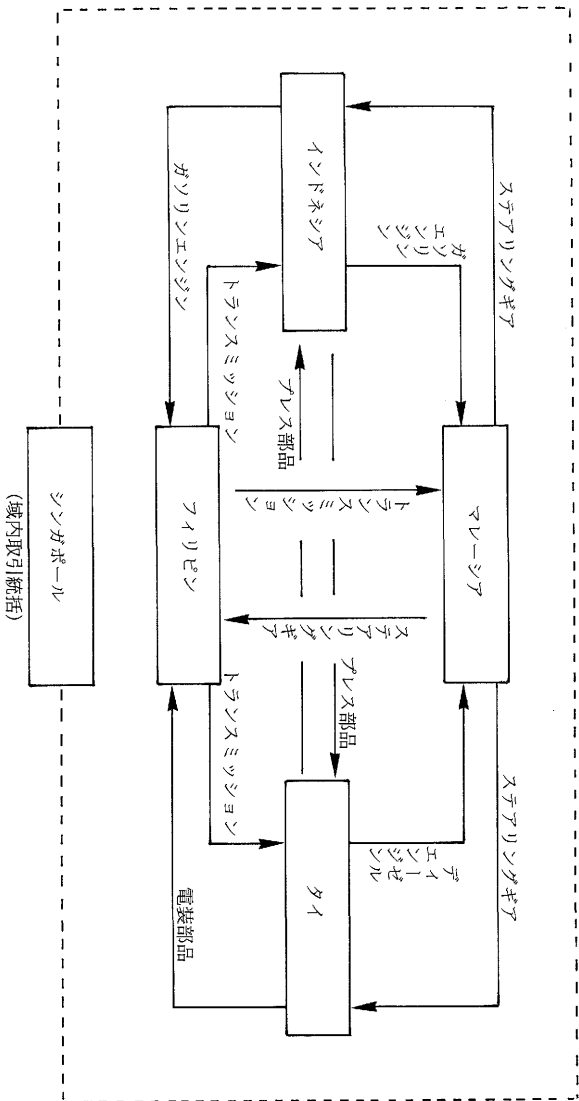 ステアリングギア
ステアリングギア
マレーシア
ガソリン
エンジン
ディーゼル
エンジン
インドネシア
プレス部品
トランスミッション
ステアリングギア
プレス部品
タイ
トランスミッション
トランスミッション
フィリピン
ガソリンエンジン
電装部品
シンガポール
(域内取引統括)